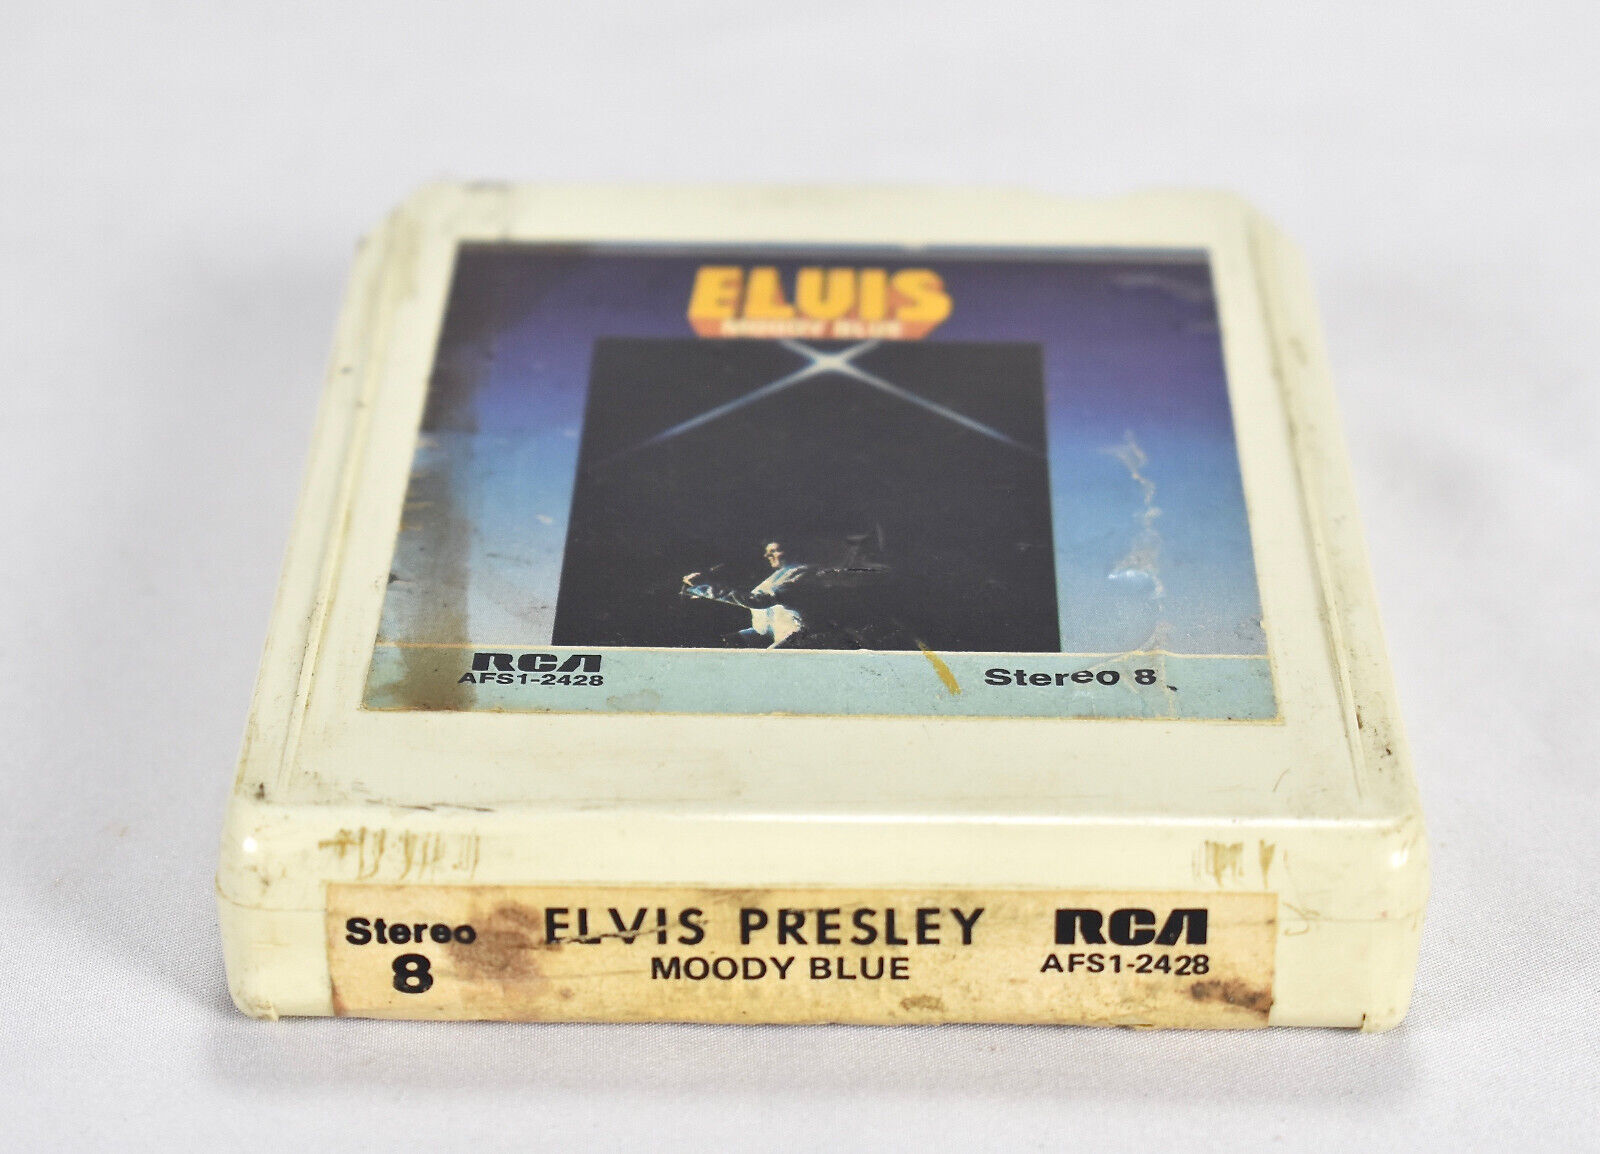 ELVIS
MOODY BLUE
RCA
AFS1-2428
Stereo 8
Stereo
8
ELVIS PRESLEY
MOODY BLUE
RCA
AFS1-2428